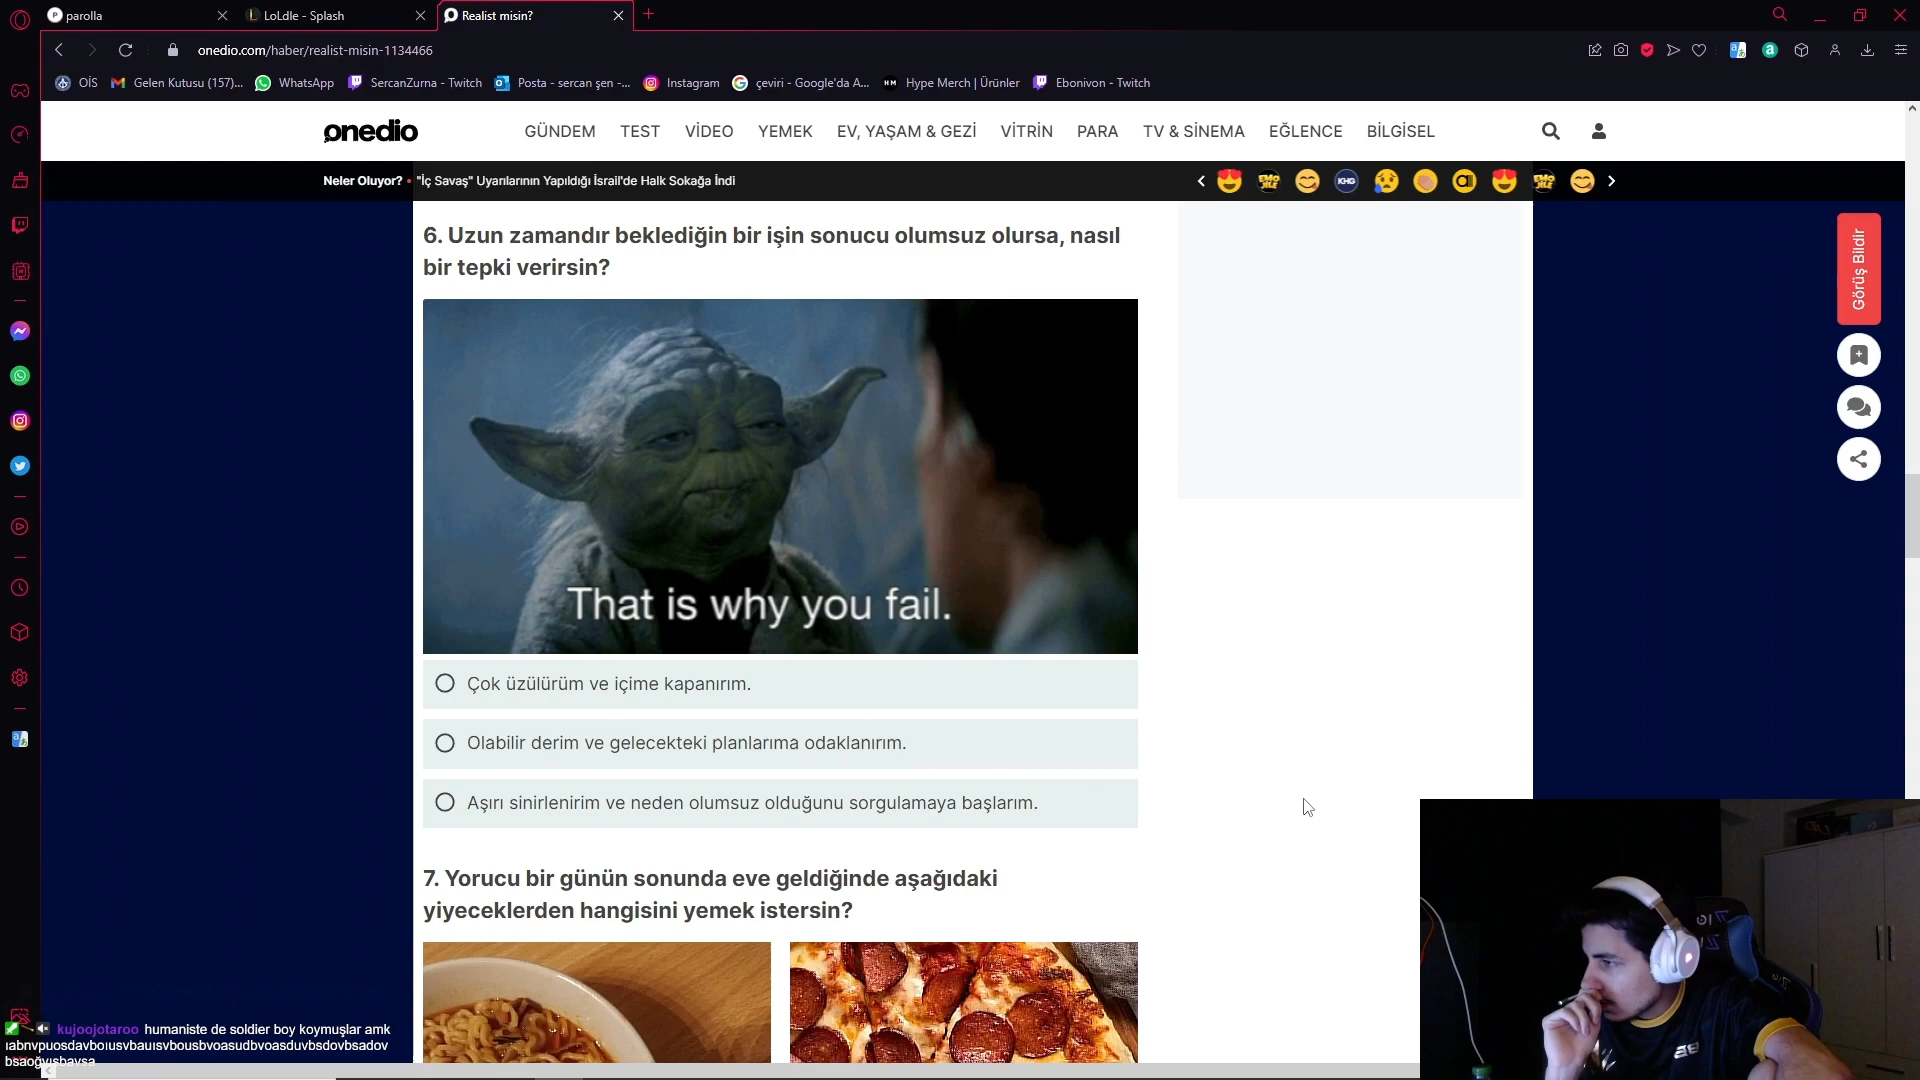 parolla
LoLdle - Splash
Realist misin?
onedio.com/haber/realist-misin-1134466
OİS
Gelen Kutusu (157)...
WhatsApp
SercanZurna - Twitch
Posta - sercan şen -...
Instagram
çeviri - Google'da A...
Hype Merch | Ürünler
Ebonivon - Twitch
onedio
GÜNDEM
TEST
VİDEO
YEMEK
EV, YAŞAM & GEZİ
VİTRİN
PARA
TV & SİNEMA
EĞLENCE
BİLGİSEL
Neler Oluyor? • "İç Savaş" Uyarılarının Yapıldığı İsrail'de Halk Sokağa İndi
KHG
Görüş Bildir
6. Uzun zamandır beklediğin bir işin sonucu olumsuz olursa, nasıl
bir tepki verirsin?
That is why you fail.
Çok üzülürüm ve içime kapanırım.
Olabilir derim ve gelecekteki planlarıma odaklanırım.
Aşırı sinirlenirim ve neden olumsuz olduğunu sorgulamaya başlarım.
7. Yorucu bir günün sonunda eve geldiğinde aşağıdaki
yiyeceklerden hangisini yemek istersin?
kujoojotaroo humaniste de soldier boy koymuşlar amk